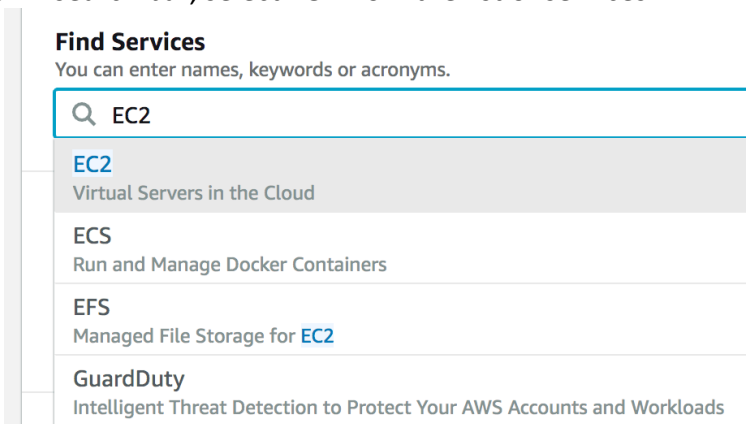 Find Services
You can enter names, keywords or acronyms.
EC2
EC2
Virtual Servers in the Cloud
ECS
Run and Manage Docker Containers
EFS
Managed File Storage for EC2
GuardDuty
Intelligent Threat Detection to Protect Your AWS Accounts and Workloads